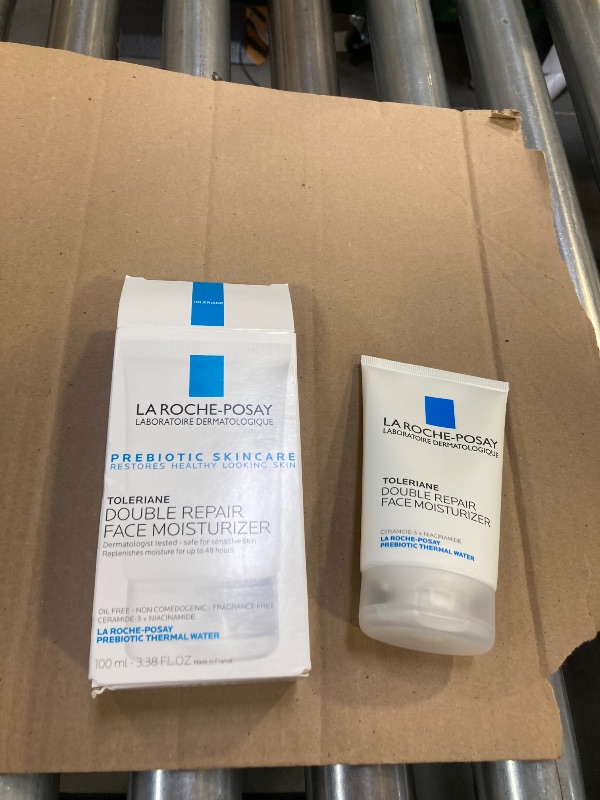 TOLERIANE
LA ROCHE-POSAY
LABORATOIRE DERMATOLOGIQUE
PREBIOTIC SKINCARE
RESTORES HEALTHY LOOKING SKIN
TOLERIANE
DOUBLE REPAIR
FACE MOISTURIZER
Dermatologist tested - safe for sensitive skin
Replenishes moisture for up to 48 hours
OIL FREE - NON COMEDOGENIC - FRAGRANCE FREE
CERAMIDE-3 + NIACINAMIDE
LA ROCHE-POSAY
PREBIOTIC THERMAL WATER
100 ml - 3.38 FL.OZ Made in France
LA ROCHE-POSAY
LABORATOIRE DERMATOLOGIQUE
TOLERIANE
DOUBLE REPAIR
FACE MOISTURIZER
CERAMIDE-3 + NIACINAMIDE
LA ROCHE-POSAY
PREBIOTIC THERMAL WATER